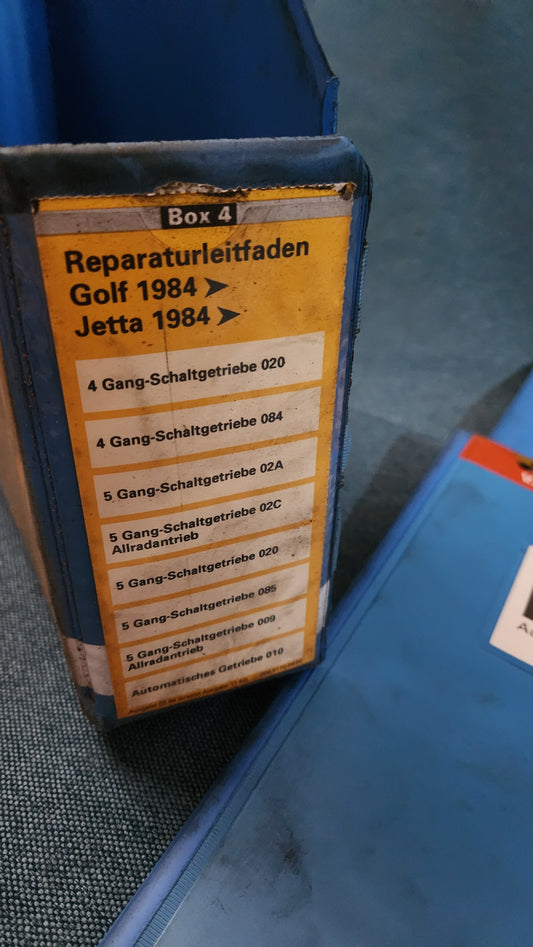 Box 4
Reparaturleitfaden
Golf 1984 ➤
Jetta 1984 ➤
4 Gang-Schaltgetriebe 020
4 Gang-Schaltgetriebe 084
5 Gang-Schaltgetriebe 02A
5 Gang-Schaltgetriebe 02C
Allradantrieb
5 Gang-Schaltgetriebe 020
5 Gang-Schaltgetriebe 085
5 Gang-Schaltgetriebe 009
Allradantrieb
Automatisches Getriebe 010